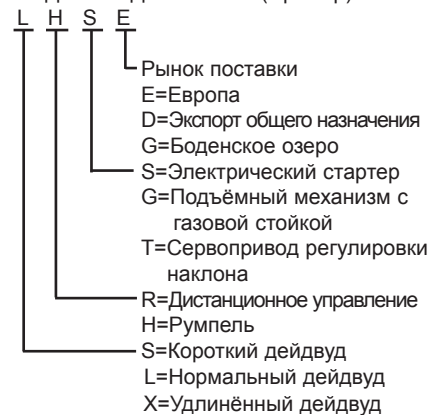 L H S E
Рынок поставки
E=Европа
D=Экспорт общего назначения
G=Боденское озеро
S=Электрический стартер
G=Подъёмный механизм с
газовой стойкой
T=Сервопривод регулировки
наклона
R=Дистанционное управление
H=Румпель
S=Короткий дейдвуд
L=Нормальный дейдвуд
X=Удлинённый дейдвуд